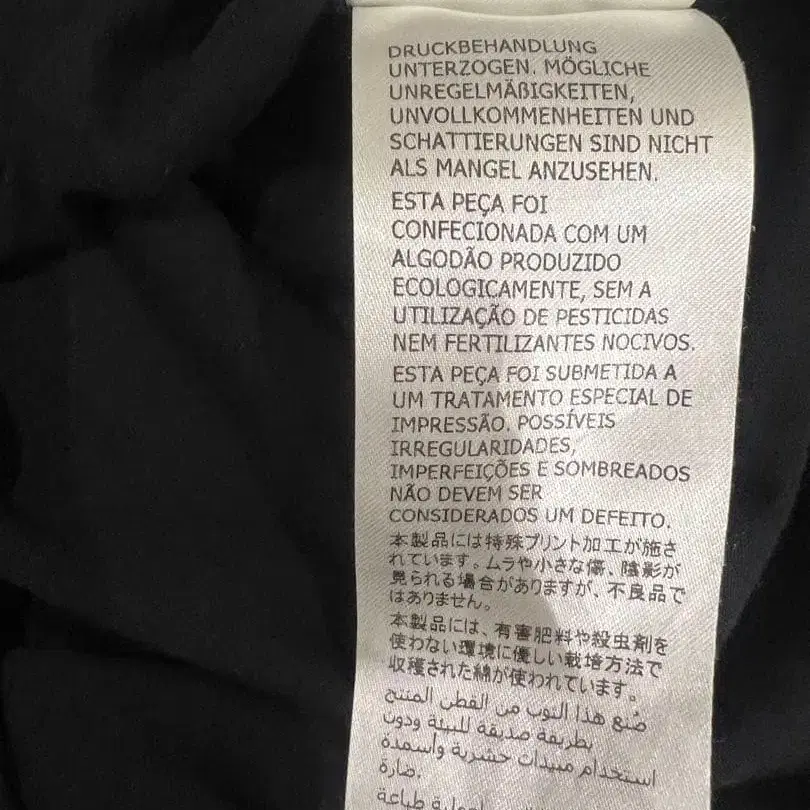 DRUCKBEHANDLUNG
UNTERZOGEN. MÖGLICHE
UNREGELMÄßIGKEITEN,
UNVOLLKOMMENHEITEN UND
SCHATTIERUNGEN SIND NICHT
ALS MANGEL ANZUSEHEN.
ESTA PEÇA FOI
CONFECIONADA COM UM
ALGODÃO PRODUZIDO
ECOLOGICAMENTE, SEM A
UTILIZAÇÃO DE PESTICIDAS
NEM FERTILIZANTES NOCIVOS.
ESTA PEÇA FOI SUBMETIDA A
UM TRATAMENTO ESPECIAL DE
IMPRESSÃO. POSSÍVEIS
IRREGULARIDADES,
IMPERFEIÇÕES E SOMBREADOS
NÃO DEVEM SER
CONSIDERADOS UM DEFEITO.
本製品には特殊プリント加工が施さ
れています。ムラや小さな傷、陰影が
見られる場合がありますが、不良品で
はありません。
本製品には、有害肥料や殺虫剤を
使わない環境に優しい栽培方法で
収穫された綿が使われています。
صُنع هذا الثوب من القطن المنتج
بطريقة صديقة للبيئة ودون
استخدام مبيدات حشرية وأسمدة
ضارة.
طباعة